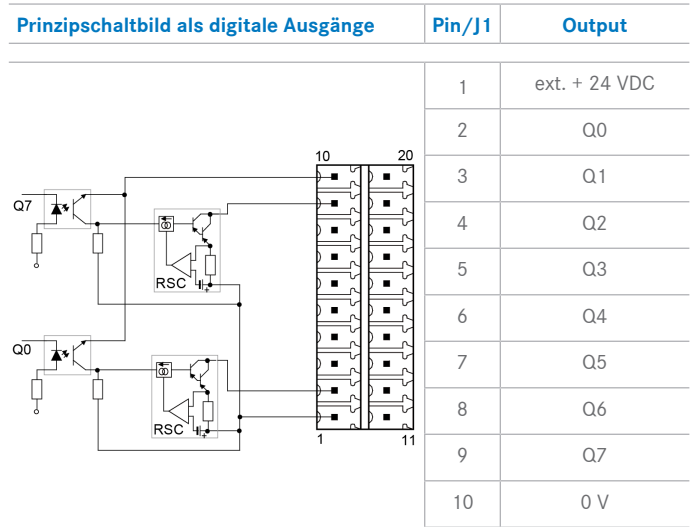 Prinzipschaltbild als digitale Ausgänge Pin/J1 Output
1 ext. + 24 VDC
2 Q0
3 Q1
4 Q2
5 Q3
6 Q4
7 Q5
8 Q6
9 Q7
10 0 V
10 20
Q7
RSC
Q0
RSC
1 11